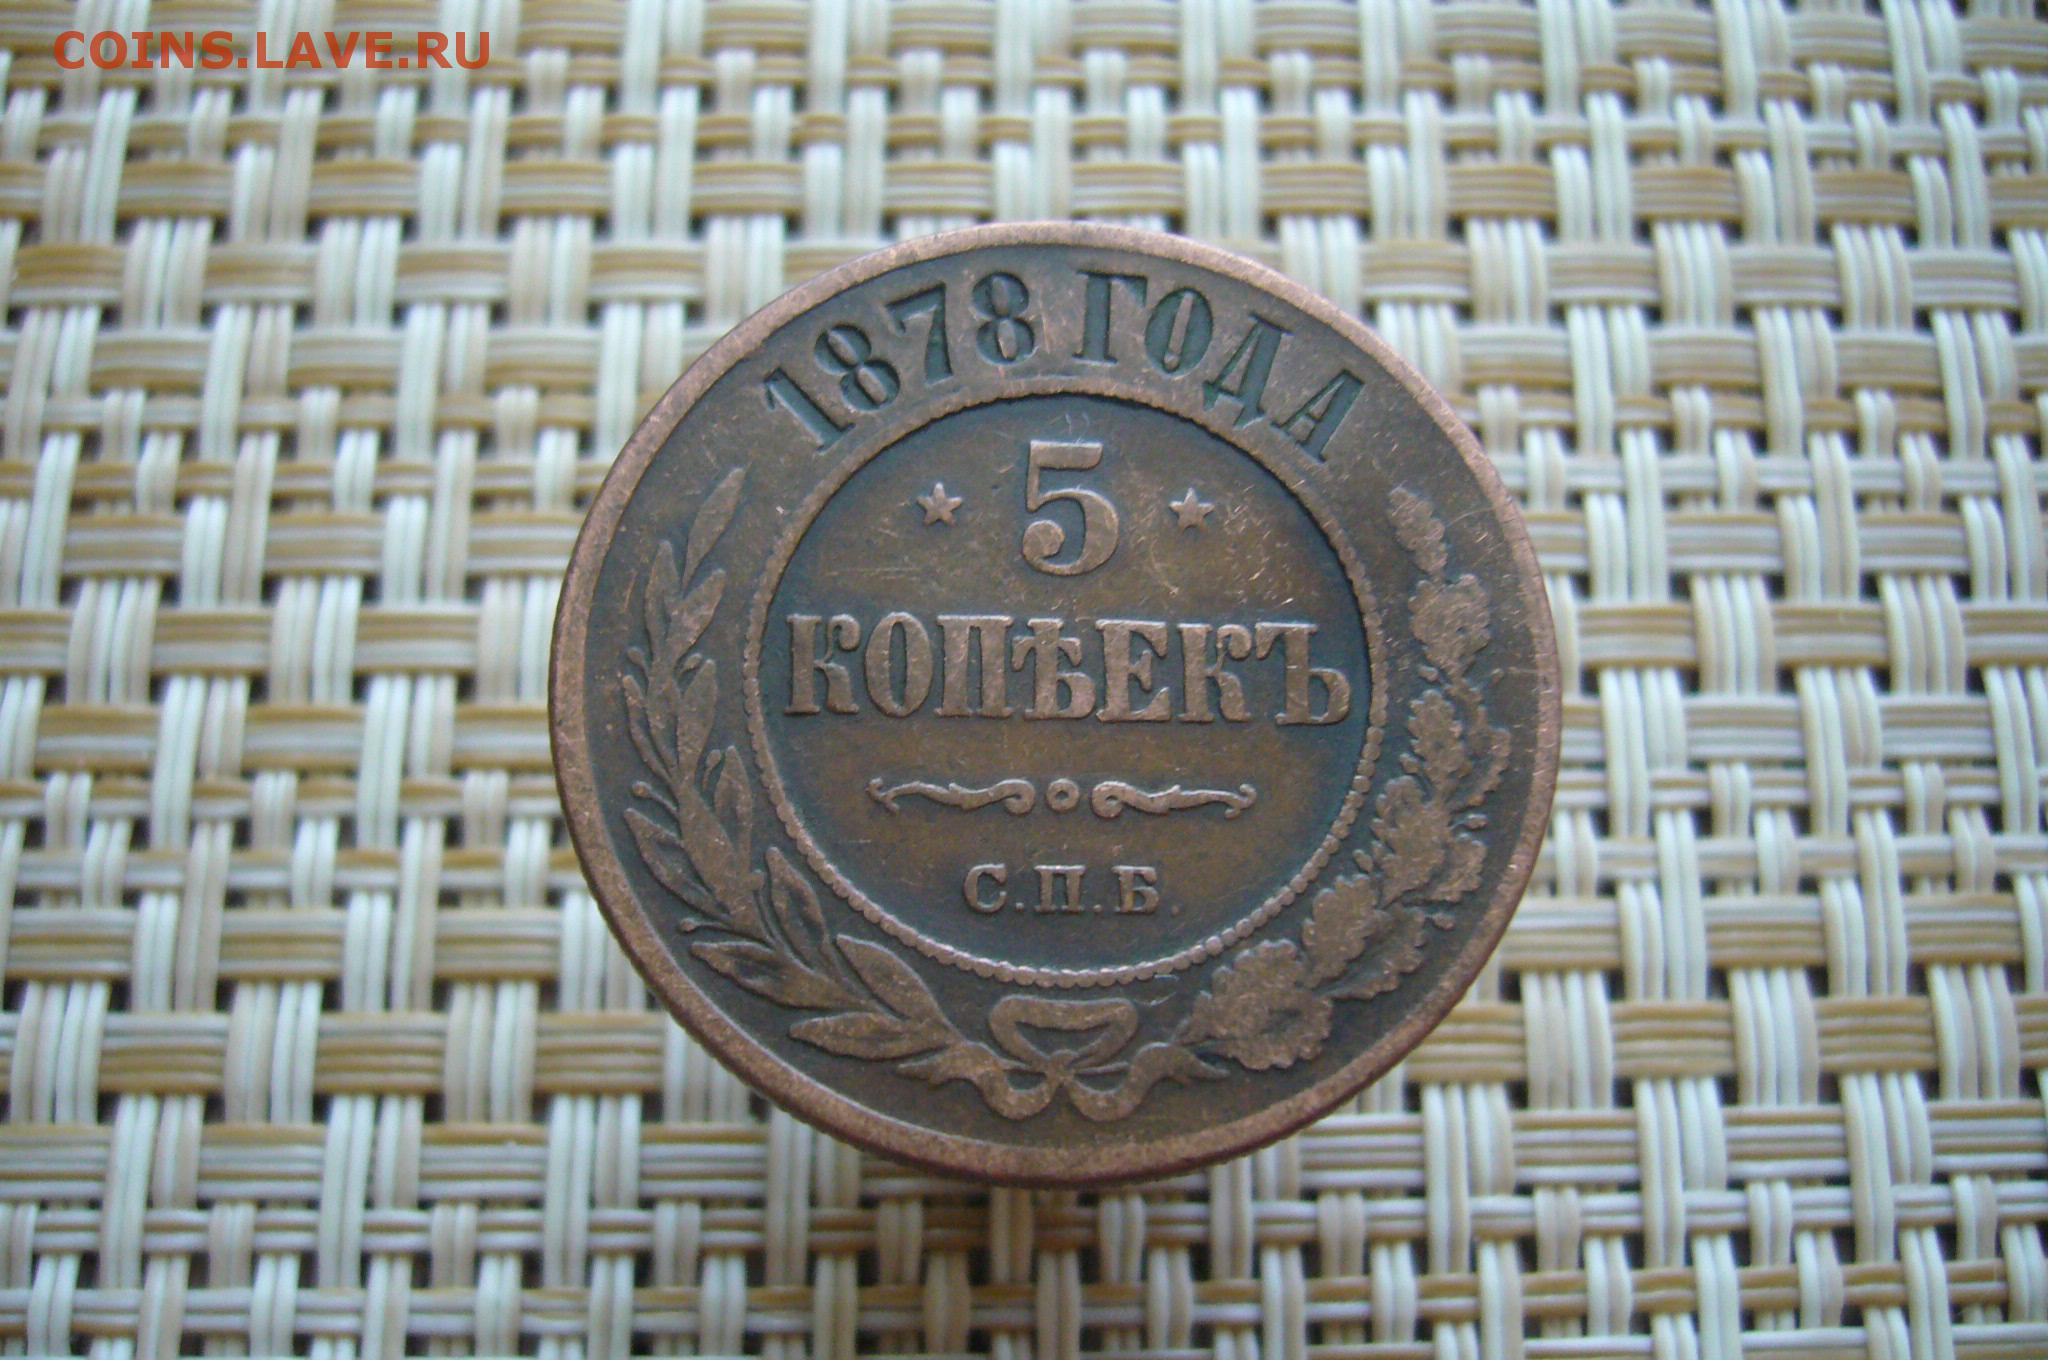 COINS.LAVE.RU
1878 ГОДА
5
КОПѢЕКЪ
С.П.Б.